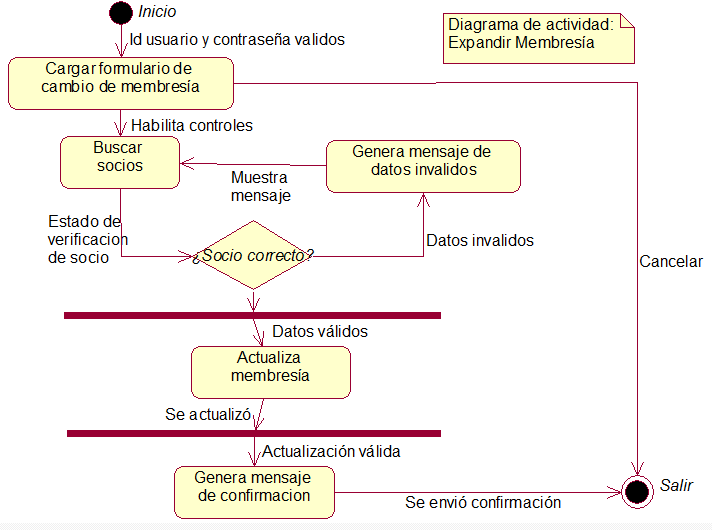 Inicio
Diagrama de actividad:
Expandir Membresía
Id usuario y contraseña validos
Cargar formulario de
cambio de membresía
Habilita controles
Buscar
socios
Genera mensaje de
datos invalidos
Muestra
mensaje
Estado de
verificacion
de socio
¿Socio correcto?
Datos invalidos
Cancelar
Datos válidos
Actualiza
membresía
Se actualizó
Actualización válida
Genera mensaje
de confirmacion
Se envió confirmación
Salir